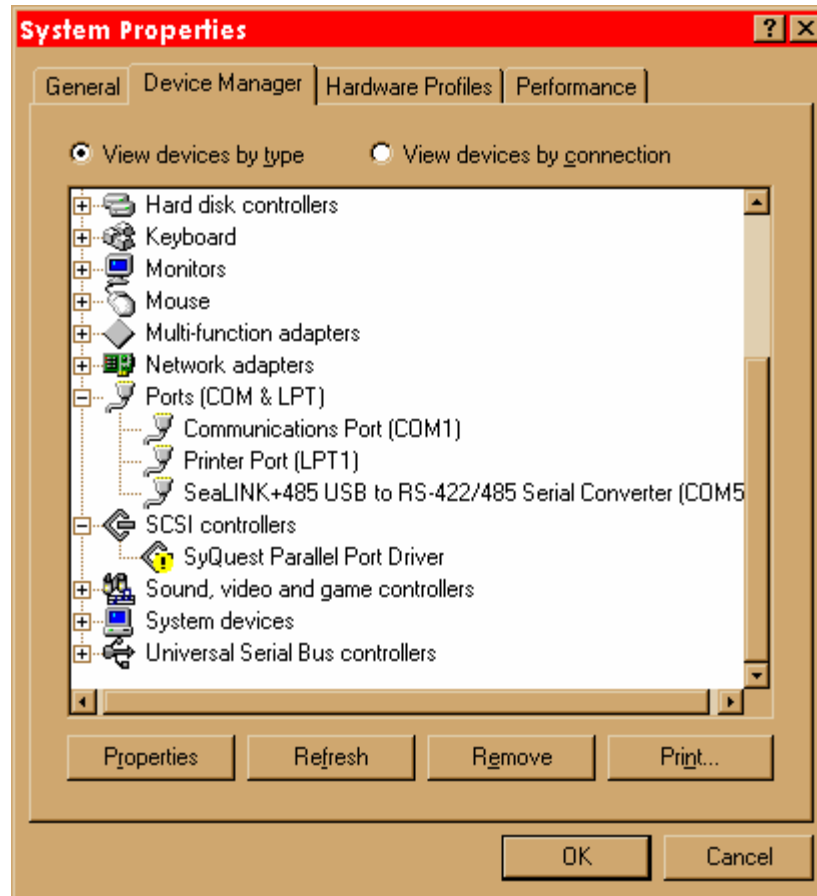 System Properties
General Device Manager Hardware Profiles Performance
View devices by type View devices by connection
Hard disk controllers
Keyboard
Monitors
Mouse
Multi-function adapters
Network adapters
Ports (COM & LPT)
Communications Port (COM1)
Printer Port (LPT1)
SeaLINK+485 USB to RS-422/485 Serial Converter (COM5
SCSI controllers
SyQuest Parallel Port Driver
Sound, video and game controllers
System devices
Universal Serial Bus controllers
Properties Refresh Remove Print...
OK Cancel